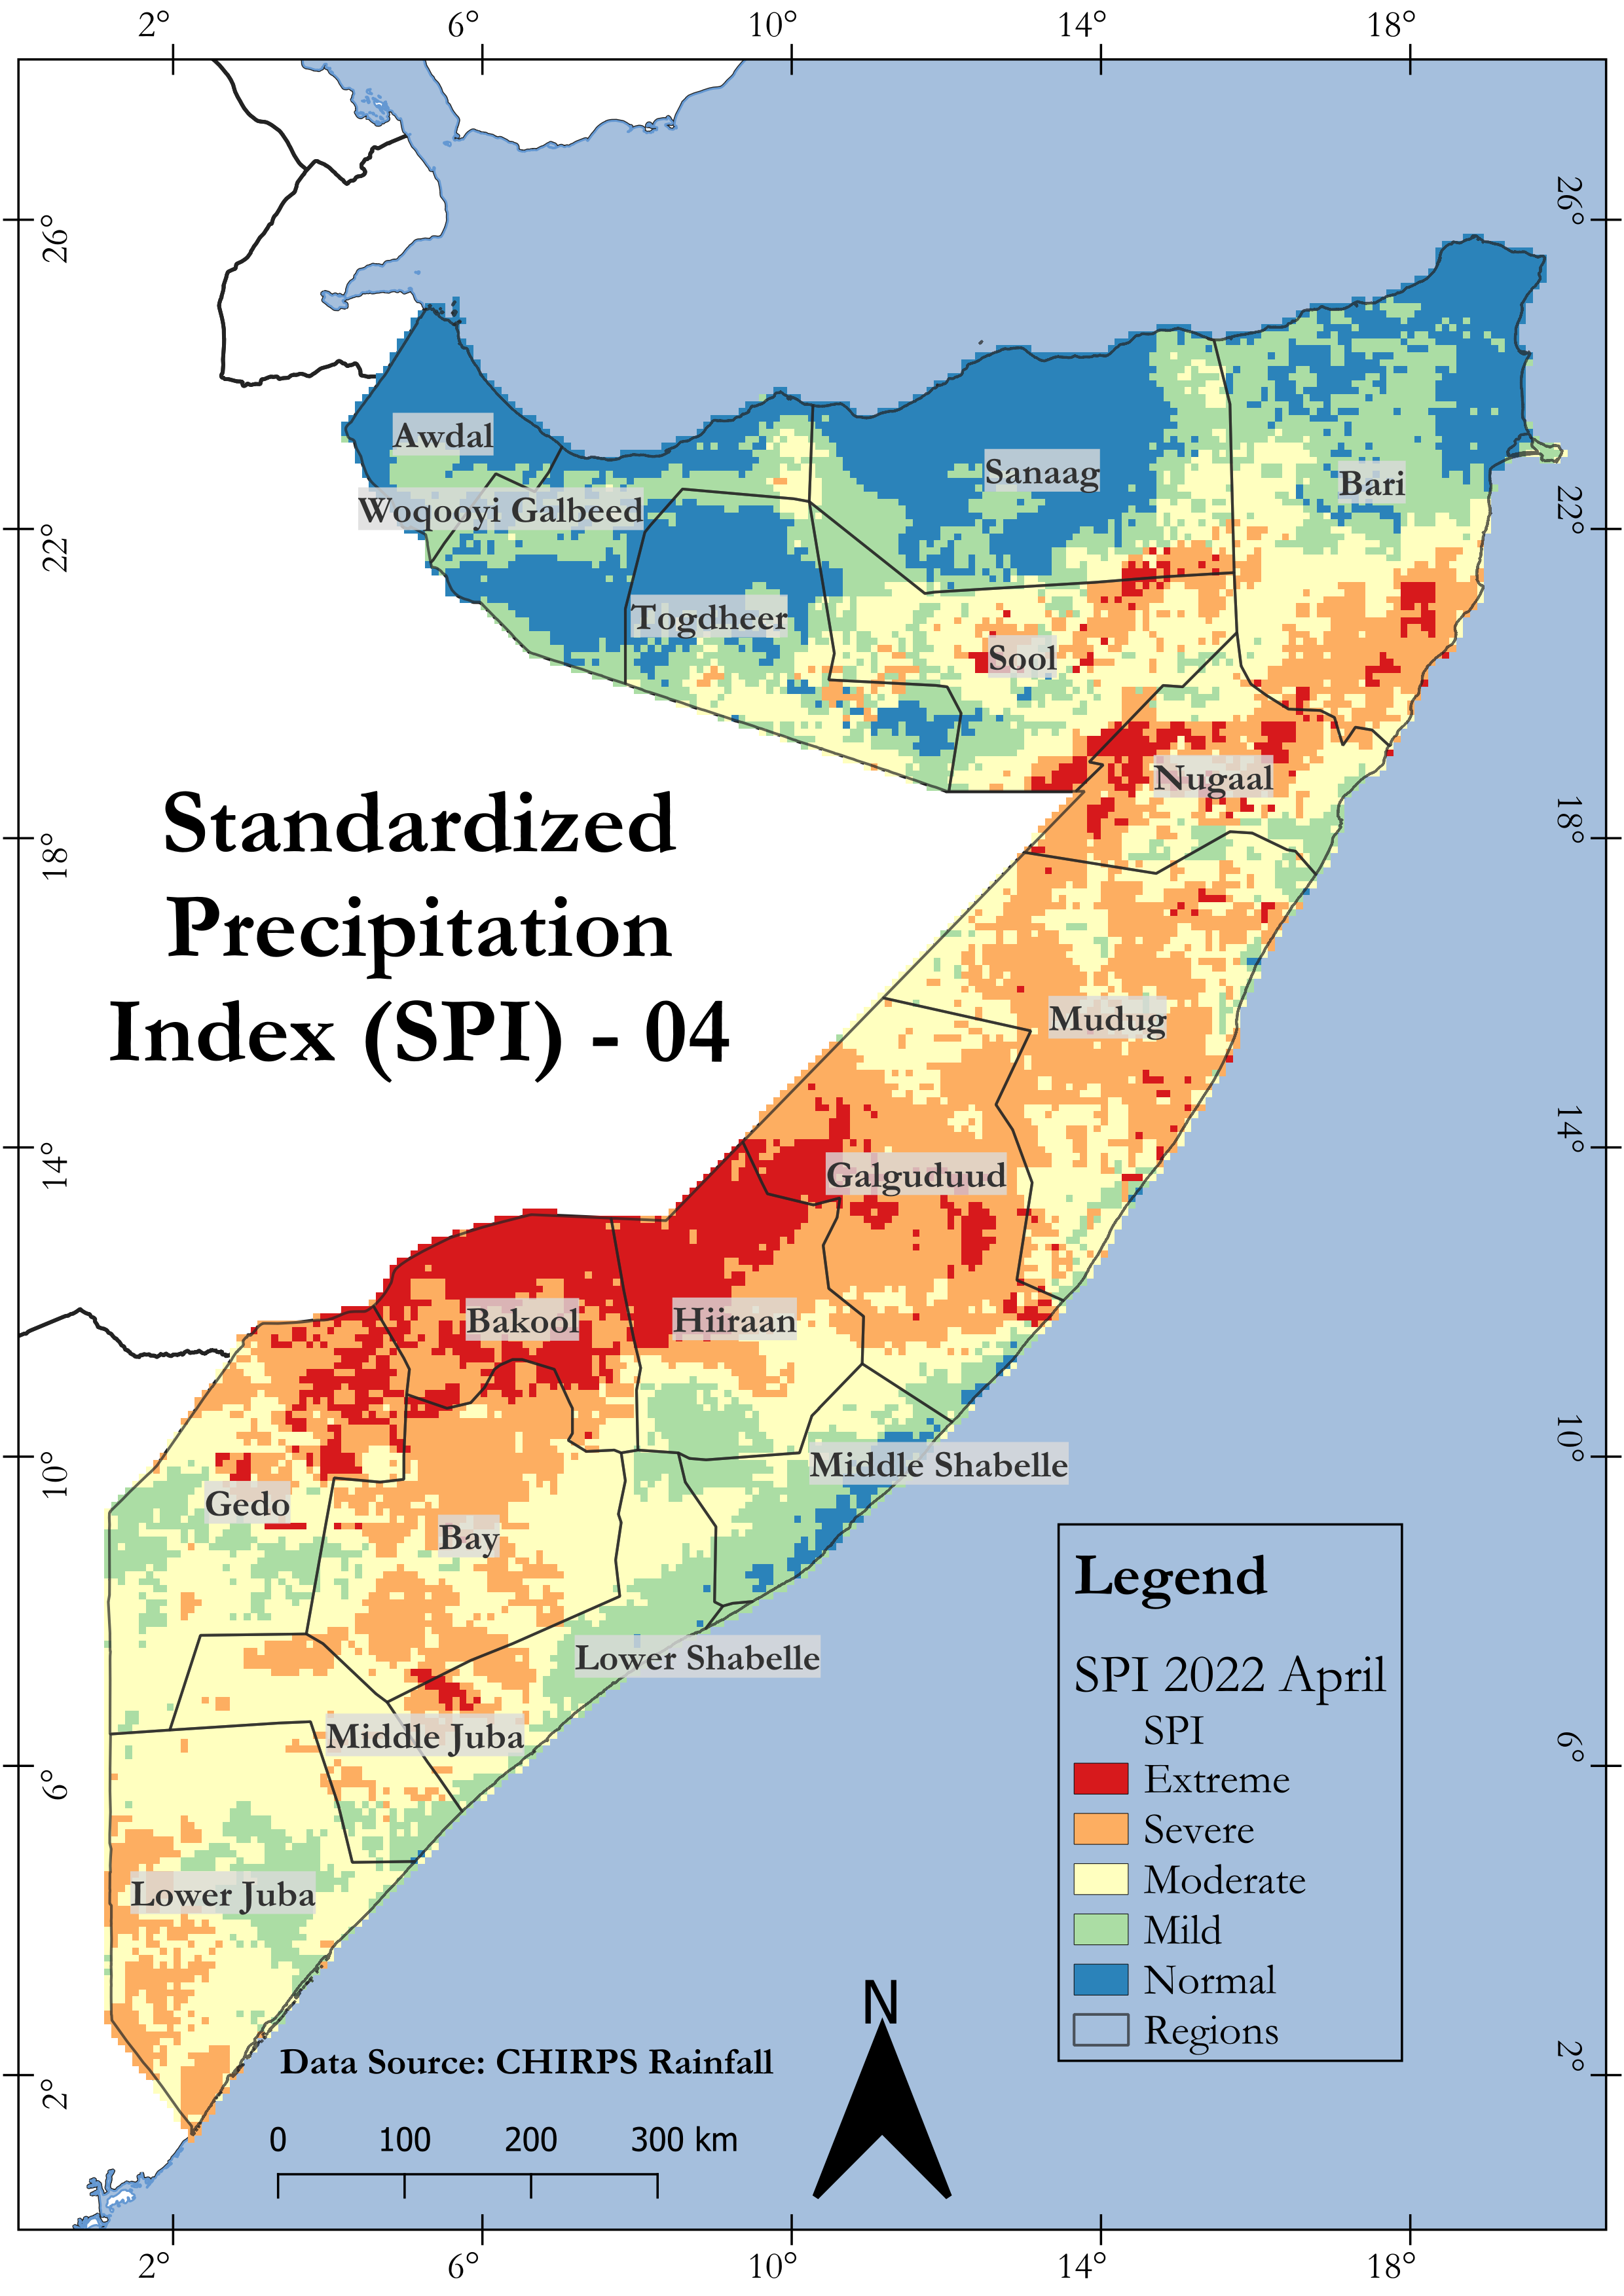 2° 6° 10° 14° 18°
26° 26°
Awdal
Sanaag
Bari
Woqooyi Galbeed
22° 22°
Togdheer
Sool
Nugaal
Standardized
Precipitation
Index (SPI) - 04
18° 18°
Mudug
14° 14°
Galguduud
Bakool
Hiiraan
10° 10°
Middle Shabelle
Gedo
Bay
Lower Shabelle
Middle Juba
6° 6°
Lower Juba
Legend
SPI 2022 April
SPI
Extreme
Severe
Moderate
Mild
Normal
Regions
N
Data Source: CHIRPS Rainfall
2° 2°
0 100 200 300 km
2° 6° 10° 14° 18°